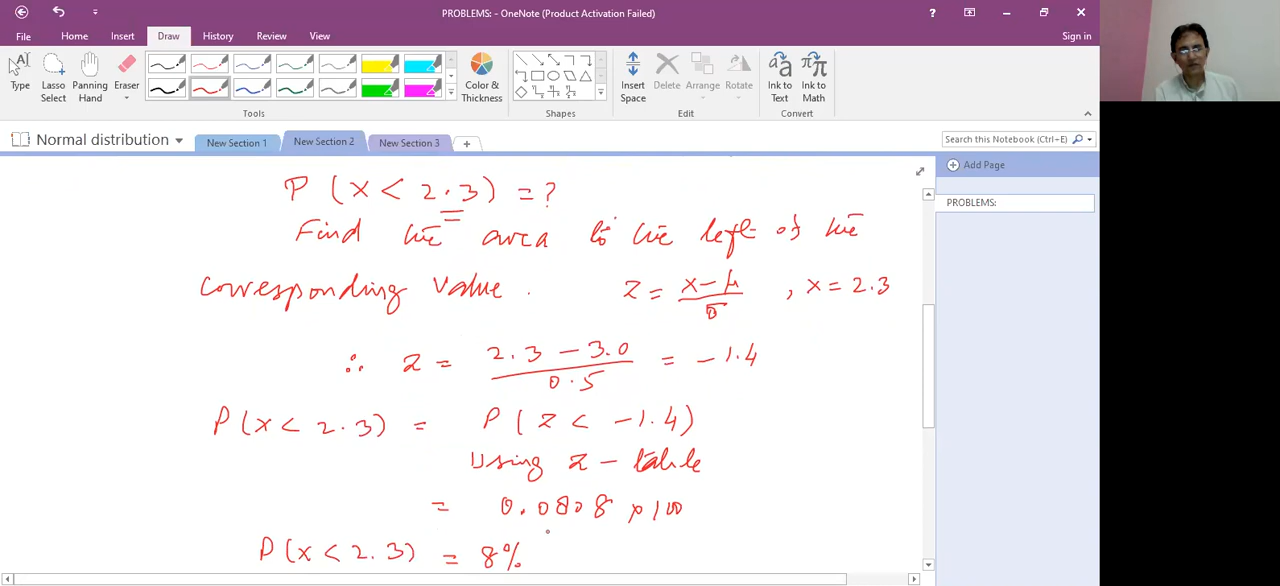 PROBLEMS: - OneNote (Product Activation Failed)
File Home Insert Draw History Review View Sign in
Type Lasso Select Panning Hand Eraser Color & Thickness Insert Space Delete Arrange Rotate Ink to Text Ink to Math
Tools Shapes Edit Convert
Normal distribution New Section 1 New Section 2 New Section 3 Search this Notebook (Ctrl+E)
Add Page
PROBLEMS:
P (x < 2.3) = ?
Find the area to the left of the
corresponding value. z = x-μ/σ , x = 2.3
∴ z = 2.3 - 3.0/0.5 = -1.4
P(x < 2.3) = P(z < -1.4)
Using z - table
= 0.0808 x 100
P(x < 2.3) = 8%